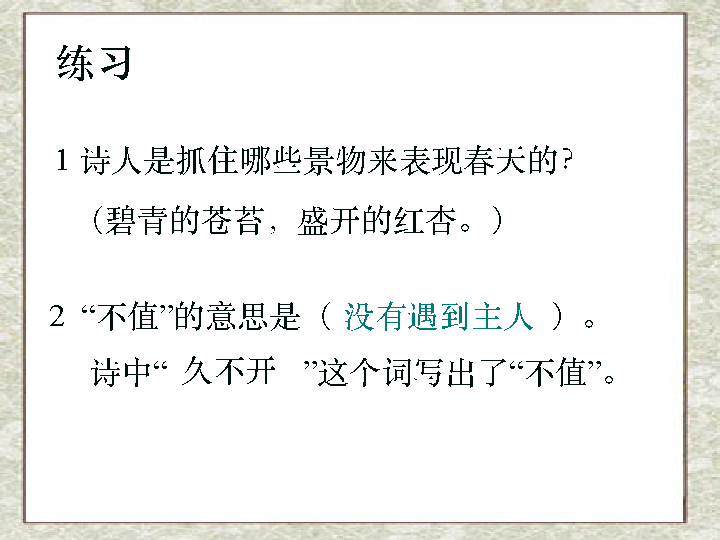 练习
1 诗人是抓住哪些景物来表现春天的?
（碧青的苍苔，盛开的红杏。）
2 “不值”的意思是（ 没有遇到主人 ）。
诗中“ 久不开 ”这个词写出了“不值”。